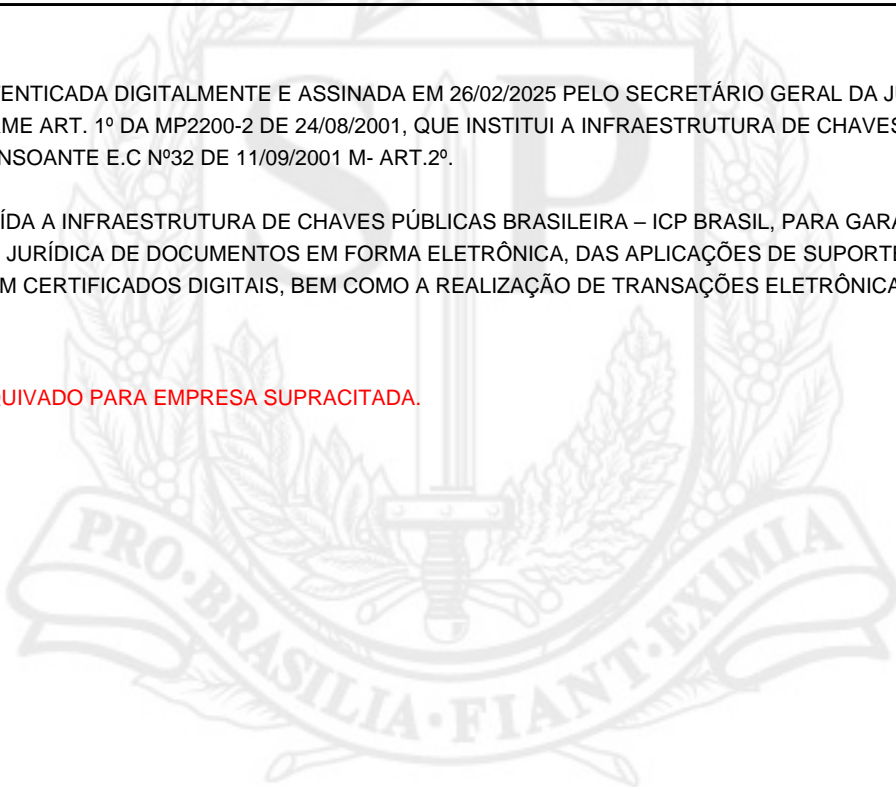 ENTICADA DIGITALMENTE E ASSINADA EM 26/02/2025 PELO SECRETÁRIO GERAL DA J
ME ART. 1º DA MP2200-2 DE 24/08/2001, QUE INSTITUI A INFRAESTRUTURA DE CHAVES
NSOANTE E.C Nº32 DE 11/09/2001 M- ART.2º.
ÍDA A INFRAESTRUTURA DE CHAVES PÚBLICAS BRASILEIRA – ICP BRASIL, PARA GARA
JURÍDICA DE DOCUMENTOS EM FORMA ELETRÔNICA, DAS APLICAÇÕES DE SUPORTE
M CERTIFICADOS DIGITAIS, BEM COMO A REALIZAÇÃO DE TRANSAÇÕES ELETRÔNICA
UIVADO PARA EMPRESA SUPRACITADA.
SP
PRO·BRASILIA·FIANT·EXIMIA